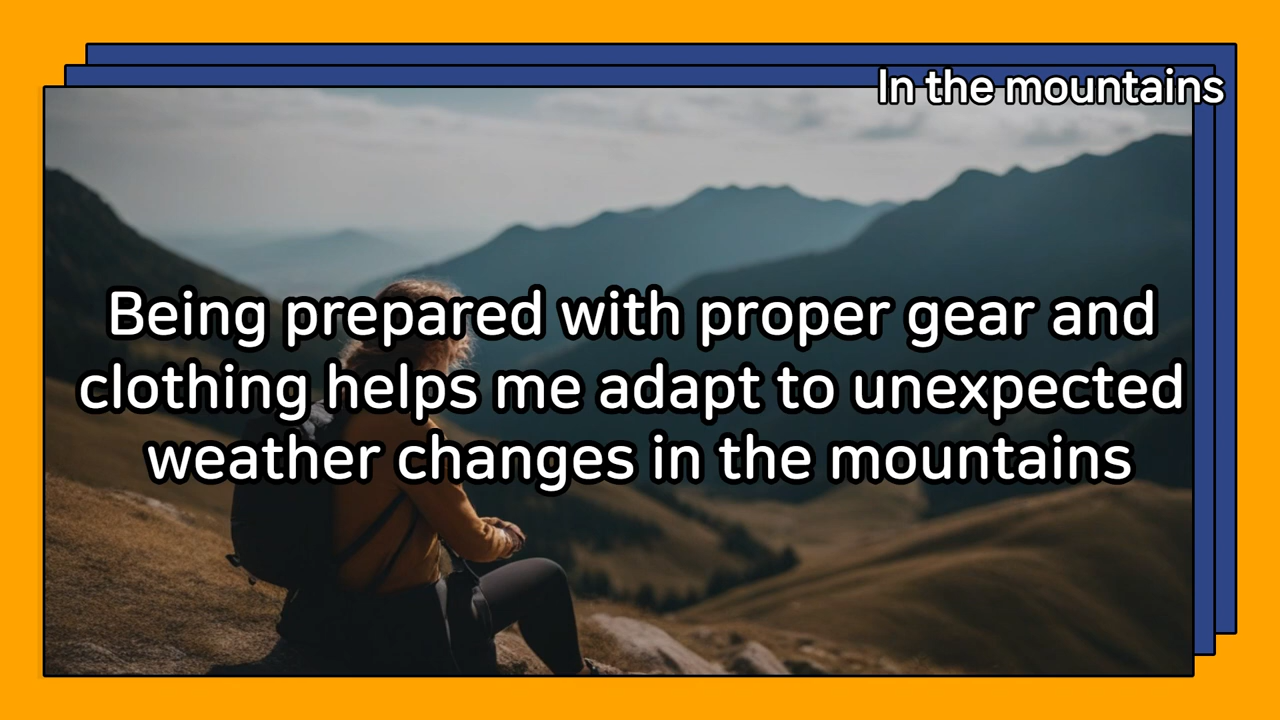 In the mountains
Being prepared with proper gear and
clothing helps me adapt to unexpected
weather changes in the mountains